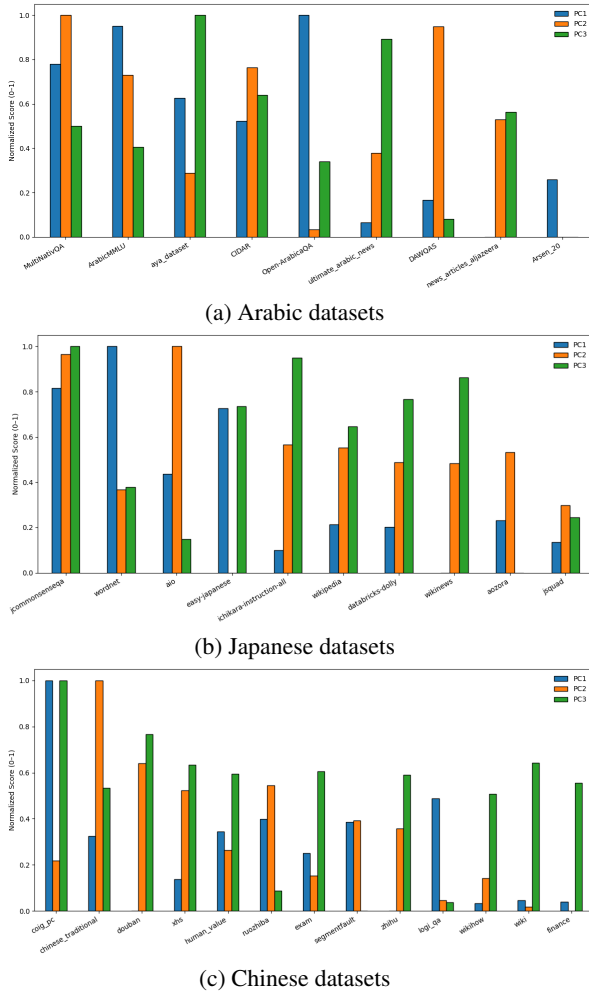 1.0
0.8
0.6
0.4
0.2
0.0
Normalized Score (0–1)
PC1
PC2
PC3
MultiNativQA
ArabicMMLU
aya_dataset
CIDAR
Open-ArabicaQA
ultimate_arabic_news
DAWQAS
news_articles_aljazeera
Arsen_20
(a) Arabic datasets
1.0
0.8
0.6
0.4
0.2
0.0
Normalized Score (0–1)
PC1
PC2
PC3
jcommonsenseqa
wordnet
aio
easy-japanese
ichikara-instruction-all
wikipedia
databricks-dolly
wikinews
aozora
jsquad
(b) Japanese datasets
1.0
0.8
0.6
0.4
0.2
0.0
Normalized Score (0–1)
PC1
PC2
PC3
coig_pc
chinese_traditional
douban
xhs
human_value
ruozhiba
exam
segmentfault
zhihu
logi_qa
wikihow
wiki
finance
(c) Chinese datasets